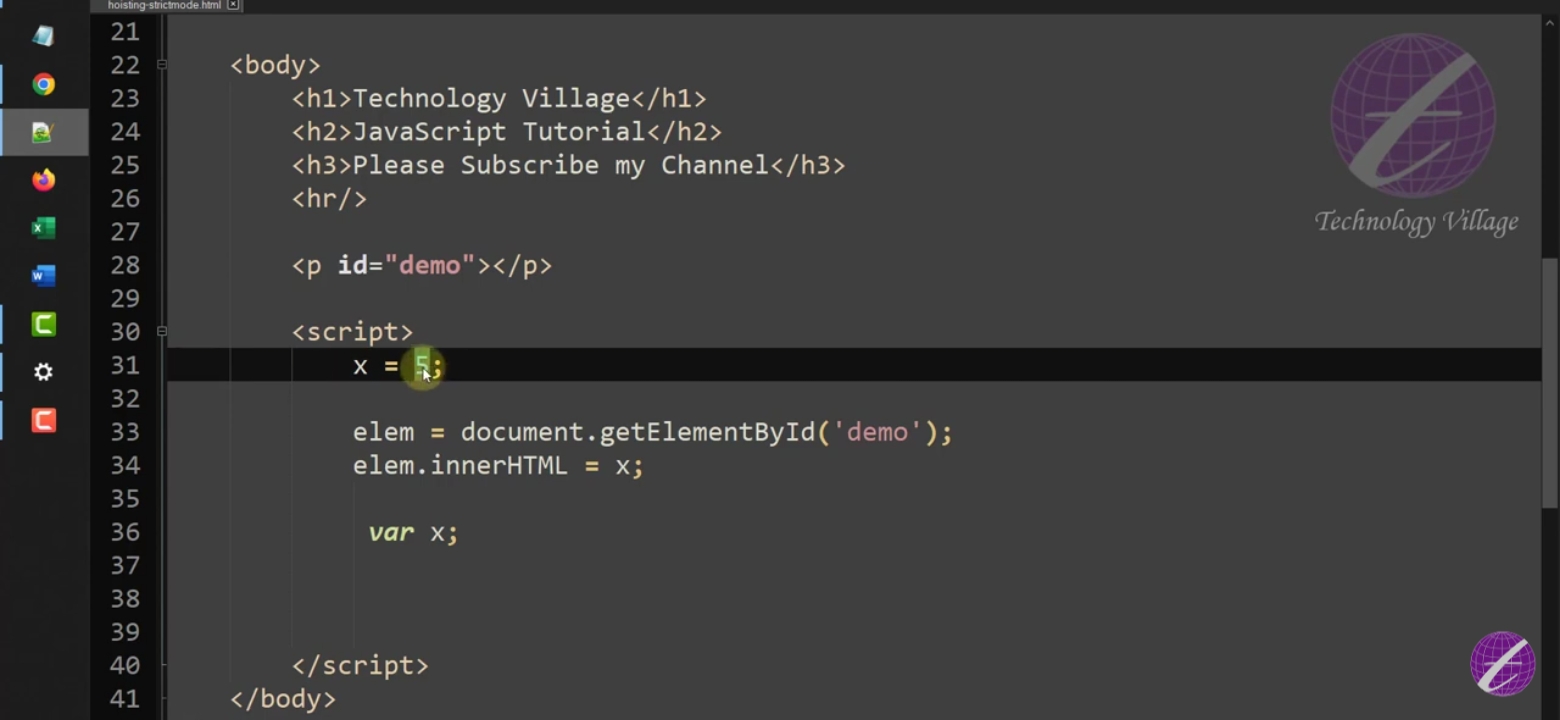 hoisting-strictmode.html
21
22 <body>
23 <h1>Technology Village</h1>
24 <h2>JavaScript Tutorial</h2>
25 <h3>Please Subscribe my Channel</h3>
26 <hr/>
27
28 <p id="demo"></p>
29
30 <script>
31 x = 5;
32
33 elem = document.getElementById('demo');
34 elem.innerHTML = x;
35
36 var x;
37
38
39
40 </script>
41 </body>
Technology Village